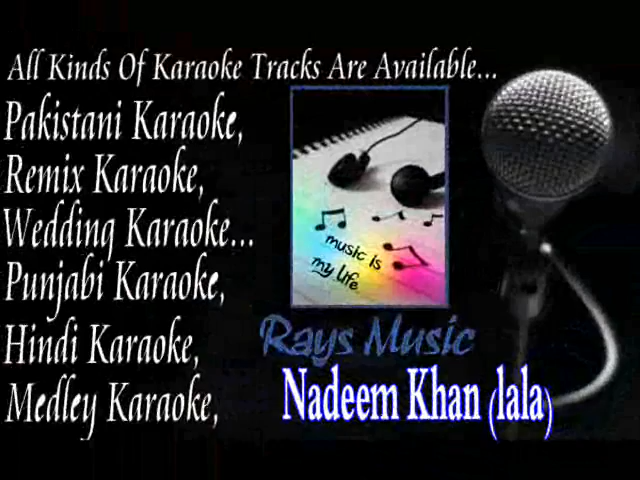 All Kinds Of Karaoke Tracks Are Available...
Pakistani Karaoke,
Remix Karaoke,
Wedding Karaoke...
Punjabi Karaoke,
Hindi Karaoke,
Medley Karaoke,
music is
my life
Rays Music
Nadeem Khan (lala)